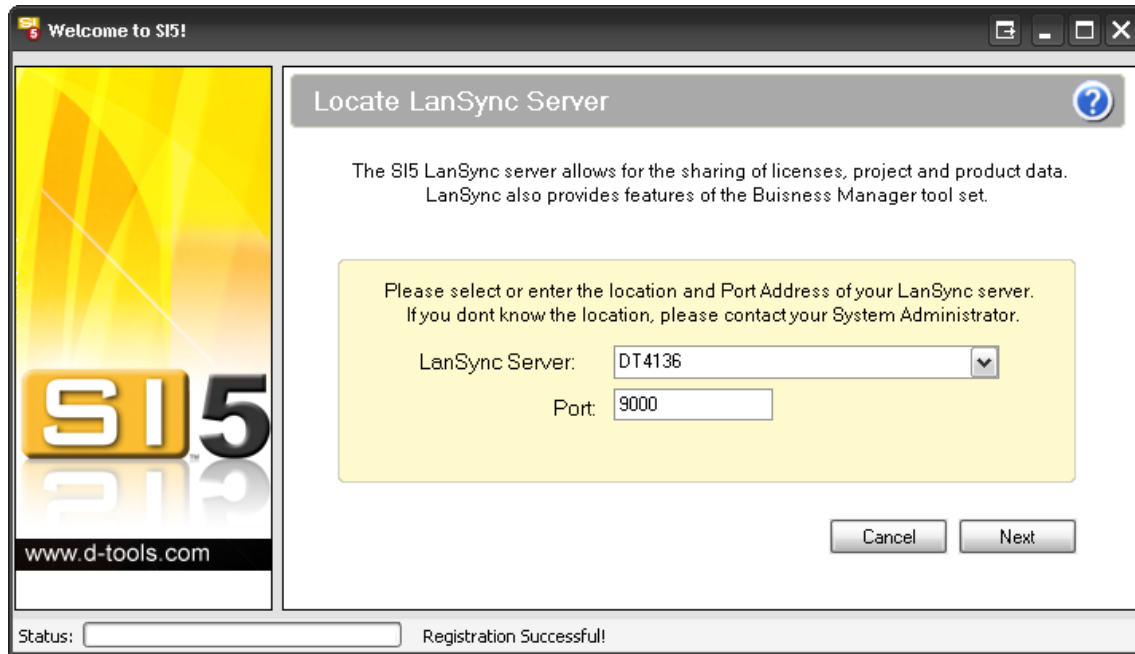 SI
5
Welcome to SI5!
Locate LanSync Server
?
The SI5 LanSync server allows for the sharing of licenses, project and product data.
LanSync also provides features of the Buisness Manager tool set.
Please select or enter the location and Port Address of your LanSync server.
If you dont know the location, please contact your System Administrator.
LanSync Server: DT4136
Port: 9000
SI5™
www.d-tools.com
Cancel Next
Status: Registration Successful!